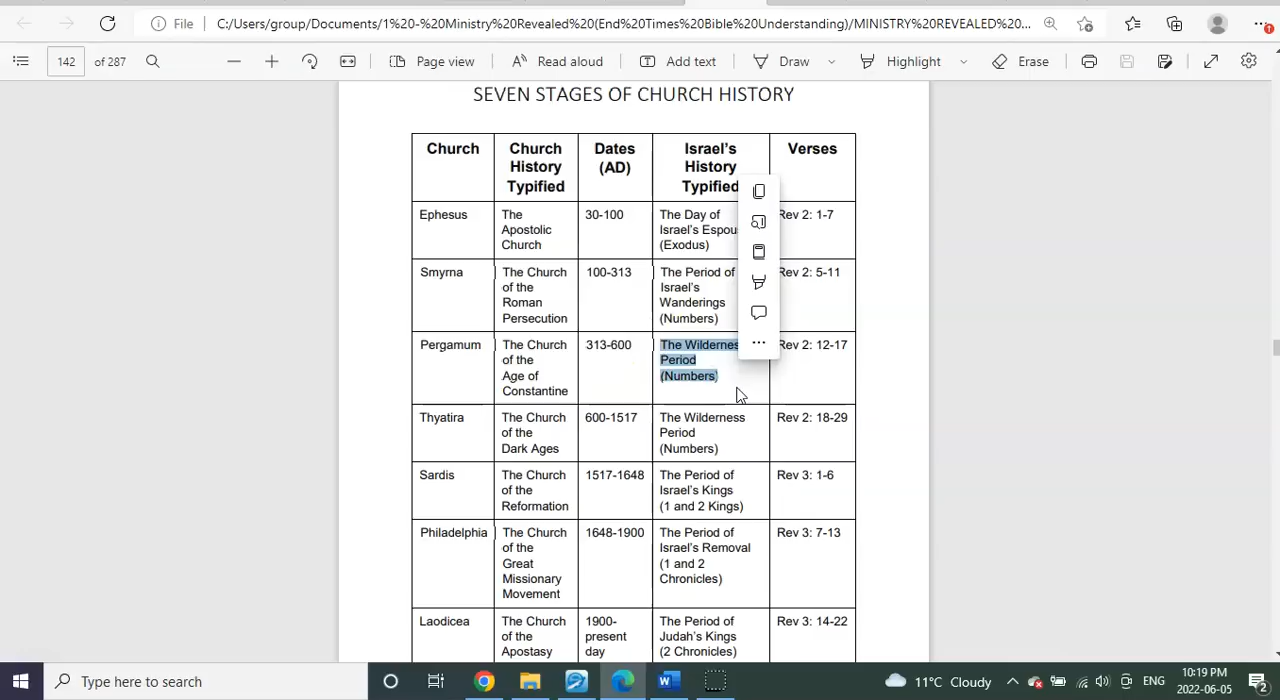 File
C:/Users/group/Documents/1%20-%20Ministry%20Revealed%20(End%20Times%20Bible%20Understanding)/MINISTRY%20REVEALED%20...
142 of 287
Page view
Read aloud
Add text
Draw
Highlight
Erase
SEVEN STAGES OF CHURCH HISTORY
Church
Church
History
Typified
Dates
(AD)
Israel's
History
Typified
Verses
Ephesus
The
Apostolic
Church
30-100
The Day of
Israel's Espou
(Exodus)
Rev 2: 1-7
Smyrna
The Church
of the
Roman
Persecution
100-313
The Period of
Israel's
Wanderings
(Numbers)
Rev 2: 5-11
Pergamum
The Church
of the
Age of
Constantine
313-600
The Wildernes
Period
(Numbers)
Rev 2: 12-17
Thyatira
The Church
of the
Dark Ages
600-1517
The Wilderness
Period
(Numbers)
Rev 2: 18-29
Sardis
The Church
of the
Reformation
1517-1648
The Period of
Israel's Kings
(1 and 2 Kings)
Rev 3: 1-6
Philadelphia
The Church
of the
Great
Missionary
Movement
1648-1900
The Period of
Israel's Removal
(1 and 2
Chronicles)
Rev 3: 7-13
Laodicea
The Church
of the
Apostasy
1900-
present
day
The Period of
Judah's Kings
(2 Chronicles)
Rev 3: 14-22
Type here to search
11°C Cloudy
ENG
10:19 PM
2022-06-05
2